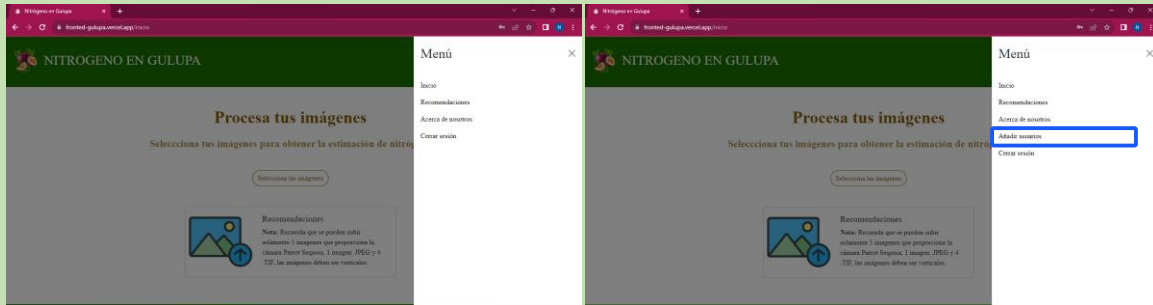 Nitrógeno en Gulupa
fronted-gulupa.vercel.app/inicio
NITROGENO EN GULUPA
Procesa tus imágenes
Seleccciona tus imágenes para obtener la estimación de
Selecciona las imágenes
Recomendaciones
Nota: Recuerda que se pueden subir
solamente 5 imagenes que proporciona la
cámara Parrot Sequoia, 1 imagen .JPEG y 4
.TIF, las imágenes deben ser verticales.
Menú
Inicio
Recomendaciones
Acerca de nosotros
Cerrar sesión
Nitrógeno en Gulupa
fronted-gulupa.vercel.app/inicio
NITROGENO EN GULUPA
Procesa tus imágenes
Seleccciona tus imágenes para obtener la estimación de
Selecciona las imágenes
Recomendaciones
Nota: Recuerda que se pueden subir
solamente 5 imagenes que proporciona la
cámara Parrot Sequoia, 1 imagen .JPEG y 4
.TIF, las imágenes deben ser verticales.
Menú
Inicio
Recomendaciones
Acerca de nosotros
Añadir usuarios
Cerrar sesión